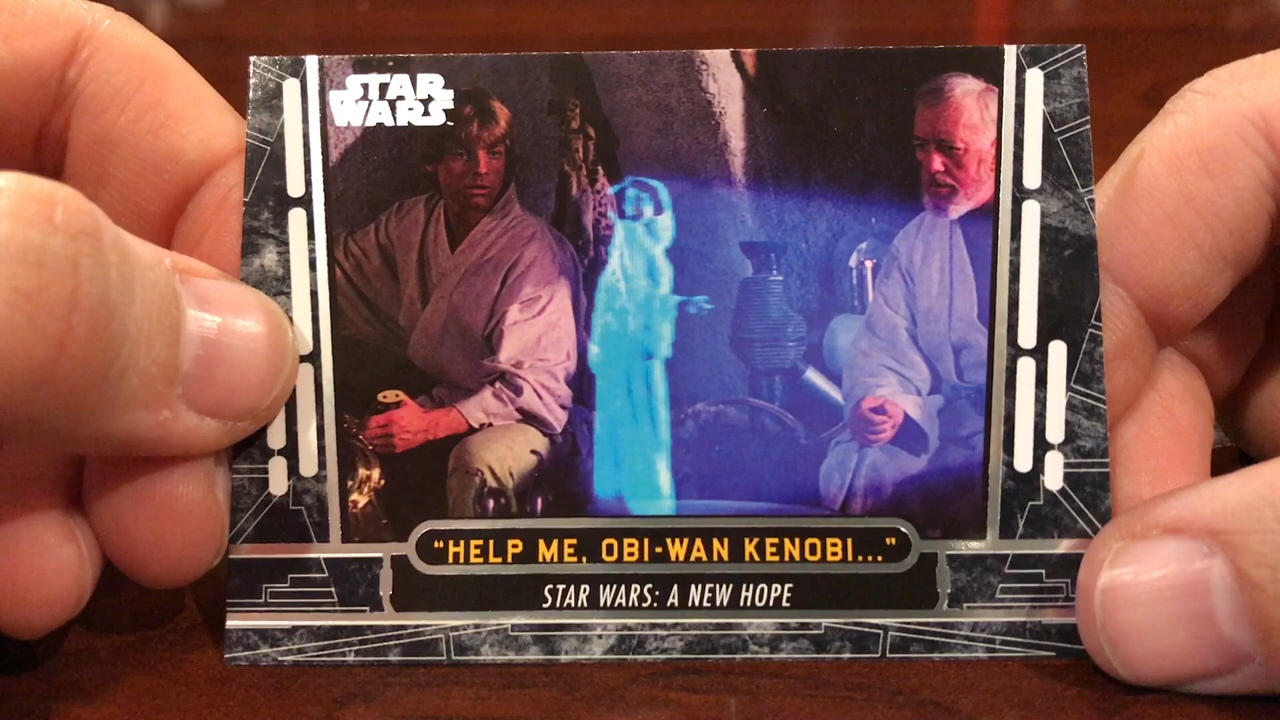 STAR
WARS
"HELP ME, OBI-WAN KENOBI..."
STAR WARS: A NEW HOPE